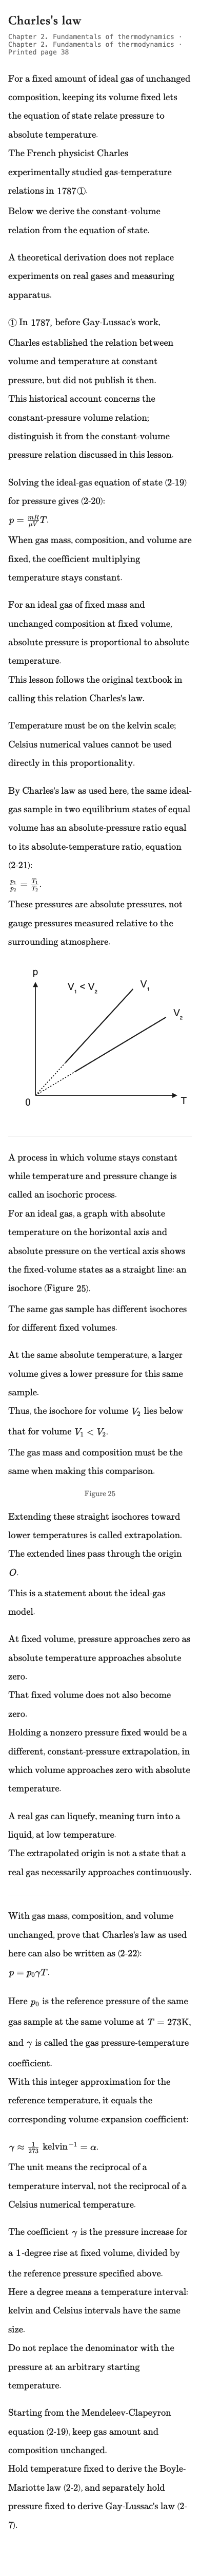 Charles's law
Chapter 2. Fundamentals of thermodynamics ·
Chapter 2. Fundamentals of thermodynamics ·
Printed page 38
For a fixed amount of ideal gas of unchanged
composition, keeping its volume fixed lets
the equation of state relate pressure to
absolute temperature.
The French physicist Charles
experimentally studied gas-temperature
relations in 1787①.
Below we derive the constant-volume
relation from the equation of state.
A theoretical derivation does not replace
experiments on real gases and measuring
apparatus.
① In 1787, before Gay-Lussac's work,
Charles established the relation between
volume and temperature at constant
pressure, but did not publish it then.
This historical account concerns the
constant-pressure volume relation;
distinguish it from the constant-volume
pressure relation discussed in this lesson.
Solving the ideal-gas equation of state (2-19)
for pressure gives (2-20):
p = mR/μV T.
When gas mass, composition, and volume are
fixed, the coefficient multiplying
temperature stays constant.
For an ideal gas of fixed mass and
unchanged composition at fixed volume,
absolute pressure is proportional to absolute
temperature.
This lesson follows the original textbook in
calling this relation Charles's law.
Temperature must be on the kelvin scale;
Celsius numerical values cannot be used
directly in this proportionality.
By Charles's law as used here, the same ideal-
gas sample in two equilibrium states of equal
volume has an absolute-pressure ratio equal
to its absolute-temperature ratio, equation
(2-21):
p₁/p₂ = T₁/T₂.
These pressures are absolute pressures, not
gauge pressures measured relative to the
surrounding atmosphere.
p
V₁ < V₂
V₁
V₂
0
T
A process in which volume stays constant
while temperature and pressure change is
called an isochoric process.
For an ideal gas, a graph with absolute
temperature on the horizontal axis and
absolute pressure on the vertical axis shows
the fixed-volume states as a straight line: an
isochore (Figure 25).
The same gas sample has different isochores
for different fixed volumes.
At the same absolute temperature, a larger
volume gives a lower pressure for this same
sample.
Thus, the isochore for volume V₂ lies below
that for volume V₁ < V₂.
The gas mass and composition must be the
same when making this comparison.
Figure 25
Extending these straight isochores toward
lower temperatures is called extrapolation.
The extended lines pass through the origin
O.
This is a statement about the ideal-gas
model.
At fixed volume, pressure approaches zero as
absolute temperature approaches absolute
zero.
That fixed volume does not also become
zero.
Holding a nonzero pressure fixed would be a
different, constant-pressure extrapolation, in
which volume approaches zero with absolute
temperature.
A real gas can liquefy, meaning turn into a
liquid, at low temperature.
The extrapolated origin is not a state that a
real gas necessarily approaches continuously.
With gas mass, composition, and volume
unchanged, prove that Charles's law as used
here can also be written as (2-22):
p = p₀γT.
Here p₀ is the reference pressure of the same
gas sample at the same volume at T = 273K,
and γ is called the gas pressure-temperature
coefficient.
With this integer approximation for the
reference temperature, it equals the
corresponding volume-expansion coefficient:
γ ≈ 1/273 kelvin⁻¹ = α.
The unit means the reciprocal of a
temperature interval, not the reciprocal of a
Celsius numerical temperature.
The coefficient γ is the pressure increase for
a 1-degree rise at fixed volume, divided by
the reference pressure specified above.
Here a degree means a temperature interval:
kelvin and Celsius intervals have the same
size.
Do not replace the denominator with the
pressure at an arbitrary starting
temperature.
Starting from the Mendeleev-Clapeyron
equation (2-19), keep gas amount and
composition unchanged.
Hold temperature fixed to derive the Boyle-
Mariotte law (2-2), and separately hold
pressure fixed to derive Gay-Lussac's law (2-
7).